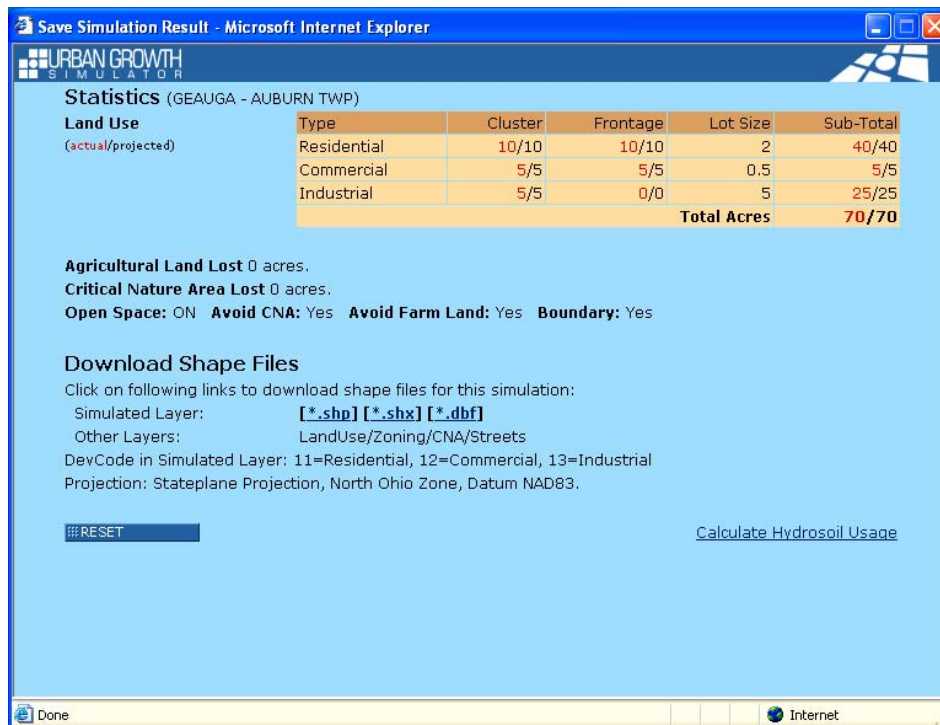 Save Simulation Result - Microsoft Internet Explorer
URBAN GROWTH
SIMULATOR
Statistics (GEAUGA - AUBURN TWP)
Land Use
(actual/projected)
Type Cluster Frontage Lot Size Sub-Total
Residential 10/10 10/10 2 40/40
Commercial 5/5 5/5 0.5 5/5
Industrial 5/5 0/0 5 25/25
Total Acres 70/70
Agricultural Land Lost 0 acres.
Critical Nature Area Lost 0 acres.
Open Space: ON Avoid CNA: Yes Avoid Farm Land: Yes Boundary: Yes
Download Shape Files
Click on following links to download shape files for this simulation:
Simulated Layer: [*.shp] [*.shx] [*.dbf]
Other Layers: LandUse/Zoning/CNA/Streets
DevCode in Simulated Layer: 11=Residential, 12=Commercial, 13=Industrial
Projection: Stateplane Projection, North Ohio Zone, Datum NAD83.
RESET Calculate Hydrosoil Usage
Done Internet